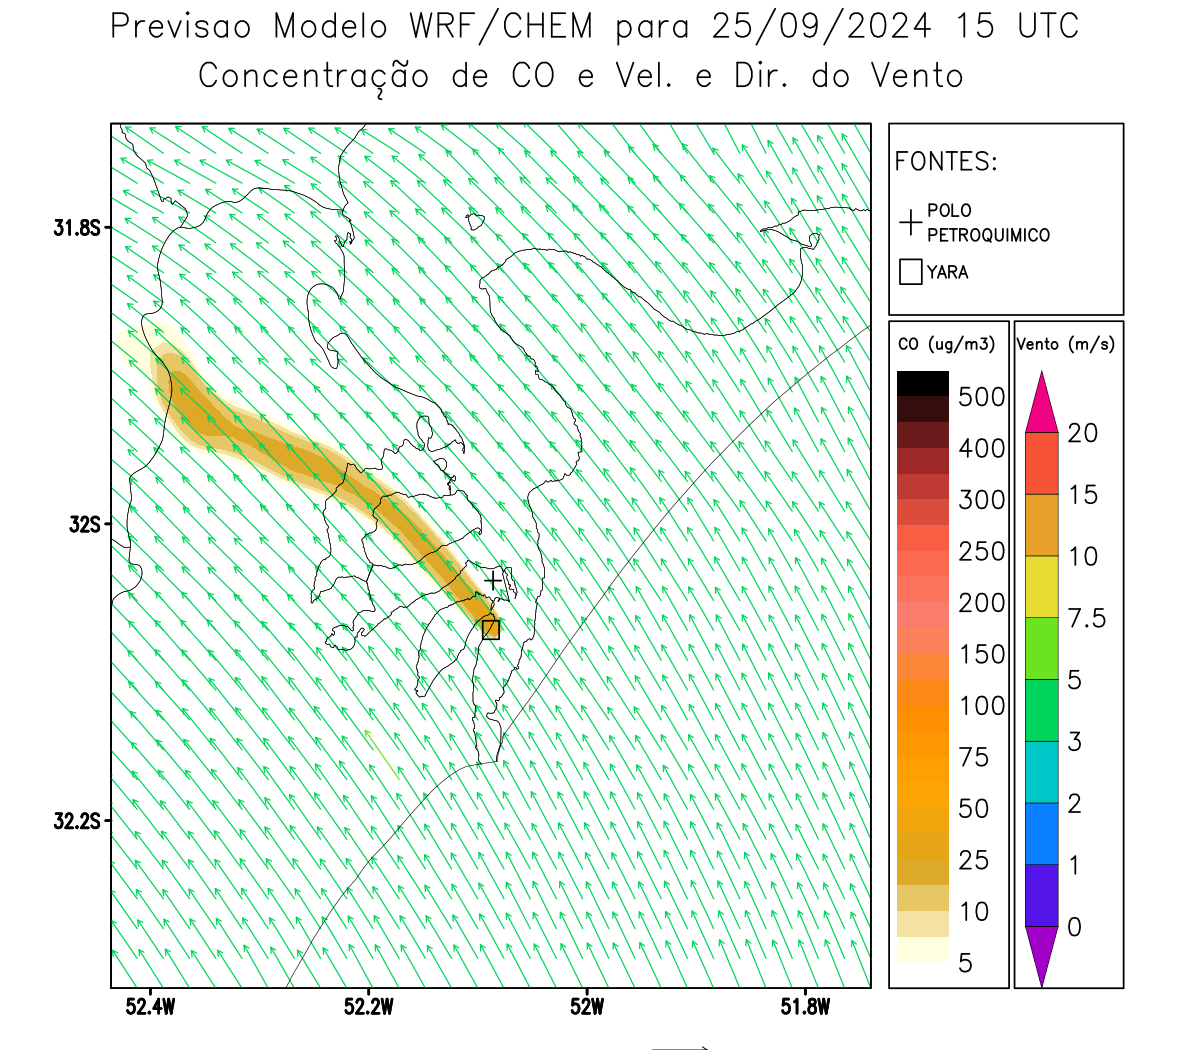 Previsao Modelo WRF/CHEM para 25/09/2024 15 UTC
Concentração de CO e Vel. e Dir. do Vento
FONTES:
POLO
PETROQUIMICO
YARA
CO (ug/m3)
500
400
300
250
200
150
100
75
50
25
10
5
Vento (m/s)
20
15
10
7.5
5
3
2
1
0
31.8S
32S
32.2S
52.4W
52.2W
52W
51.8W